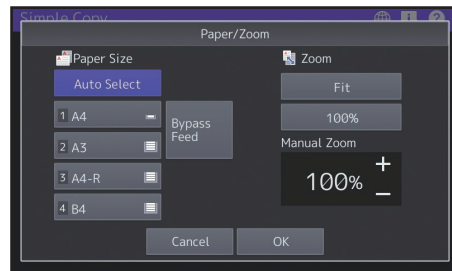 Simple Copy
Paper/Zoom
Paper Size
Zoom
Auto Select
Fit
1 A4
100%
Bypass
Feed
2 A3
Manual Zoom
3 A4-R
100%
+
−
4 B4
Cancel
OK